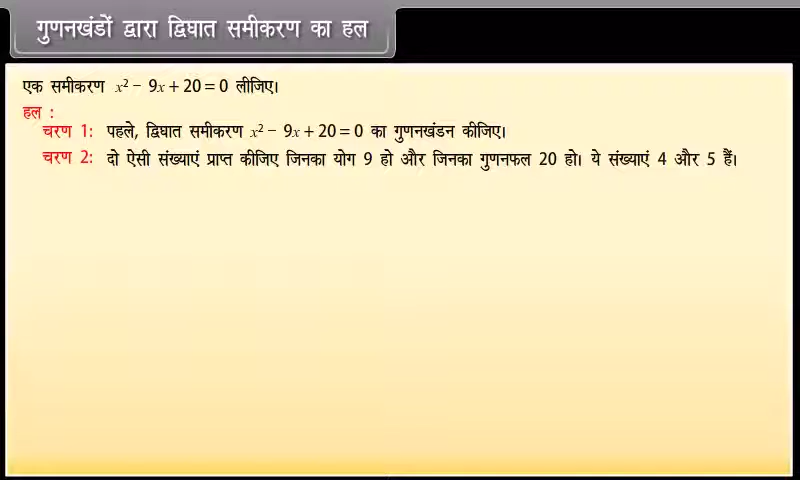 गुणनखंडों द्वारा द्विघात समीकरण का हल
एक समीकरण x² − 9x + 20 = 0 लीजिए।
हल :
चरण 1: पहले, द्विघात समीकरण x² − 9x + 20 = 0 का गुणनखंडन कीजिए।
चरण 2: दो ऐसी संख्याएं प्राप्त कीजिए जिनका योग 9 हो और जिनका गुणनफल 20 हो। ये संख्याएं 4 और 5 हैं।